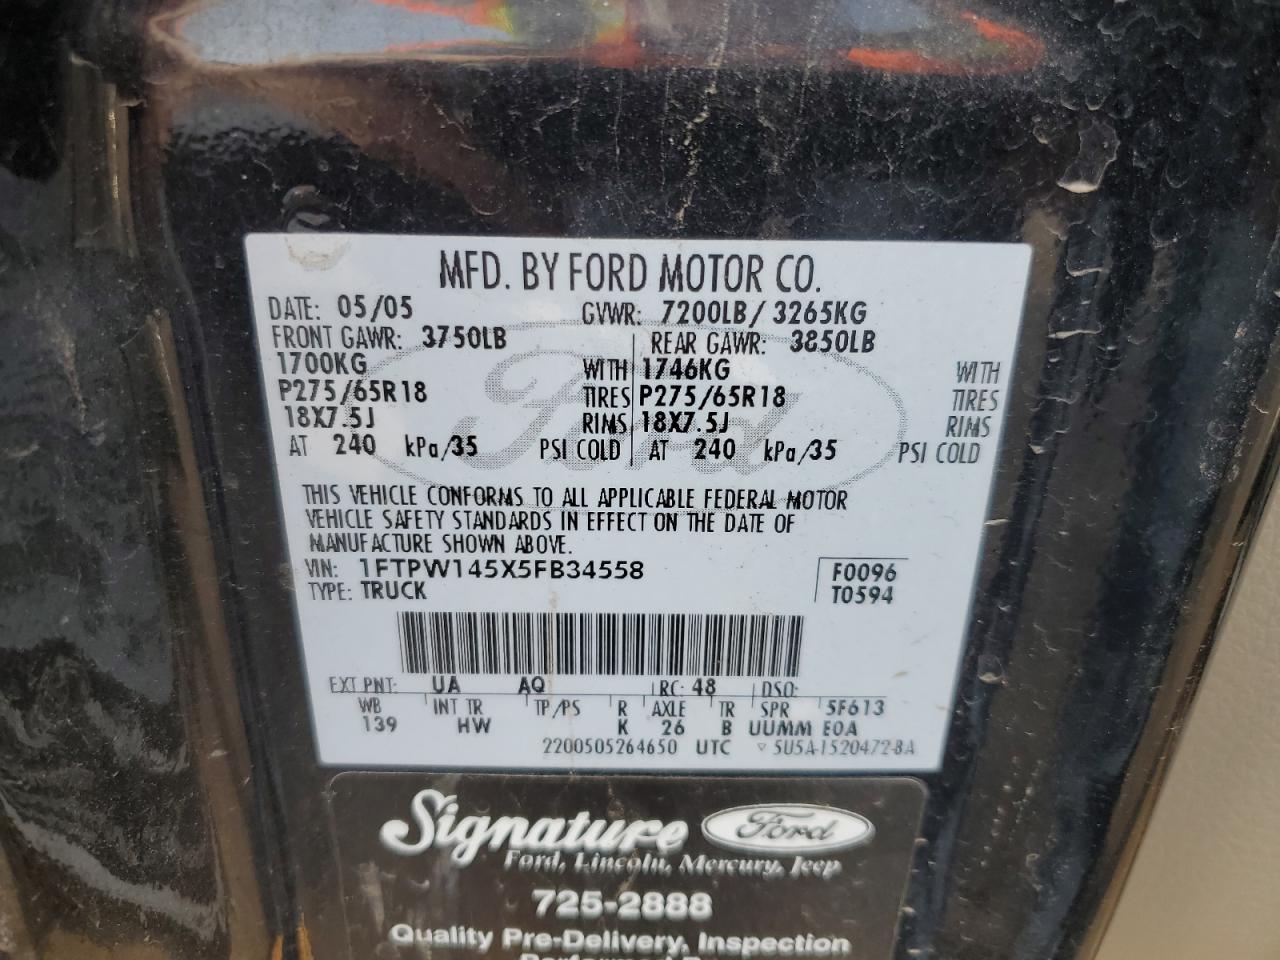 MFD. BY FORD MOTOR CO.
DATE: 05/05 GVWR: 7200LB / 3265KG
FRONT GAWR: 3750LB REAR GAWR: 3850LB
1700KG WITH 1746KG WITH
P275/65R18 TIRES P275/65R18 TIRES
18X7.5J RIMS 18X7.5J RIMS
AT 240 kPa/35 PSI COLD AT 240 kPa/35 PSI COLD
THIS VEHICLE CONFORMS TO ALL APPLICABLE FEDERAL MOTOR
VEHICLE SAFETY STANDARDS IN EFFECT ON THE DATE OF
MANUFACTURE SHOWN ABOVE.
VIN: 1FTPW145X5FB34558 F0096
TYPE: TRUCK T0594
EXT PNT: UA AQ RC: 48 DSO:
WB INT TR TP/PS R AXLE TR SPR 5F613
139 HW K 26 B UUMM EOA
2200505264650 UTC ▽ 5U5A-1520472-BA
Signature Ford
Ford, Lincoln, Mercury, Jeep
725-2888
Quality Pre-Delivery, Inspection
Performed